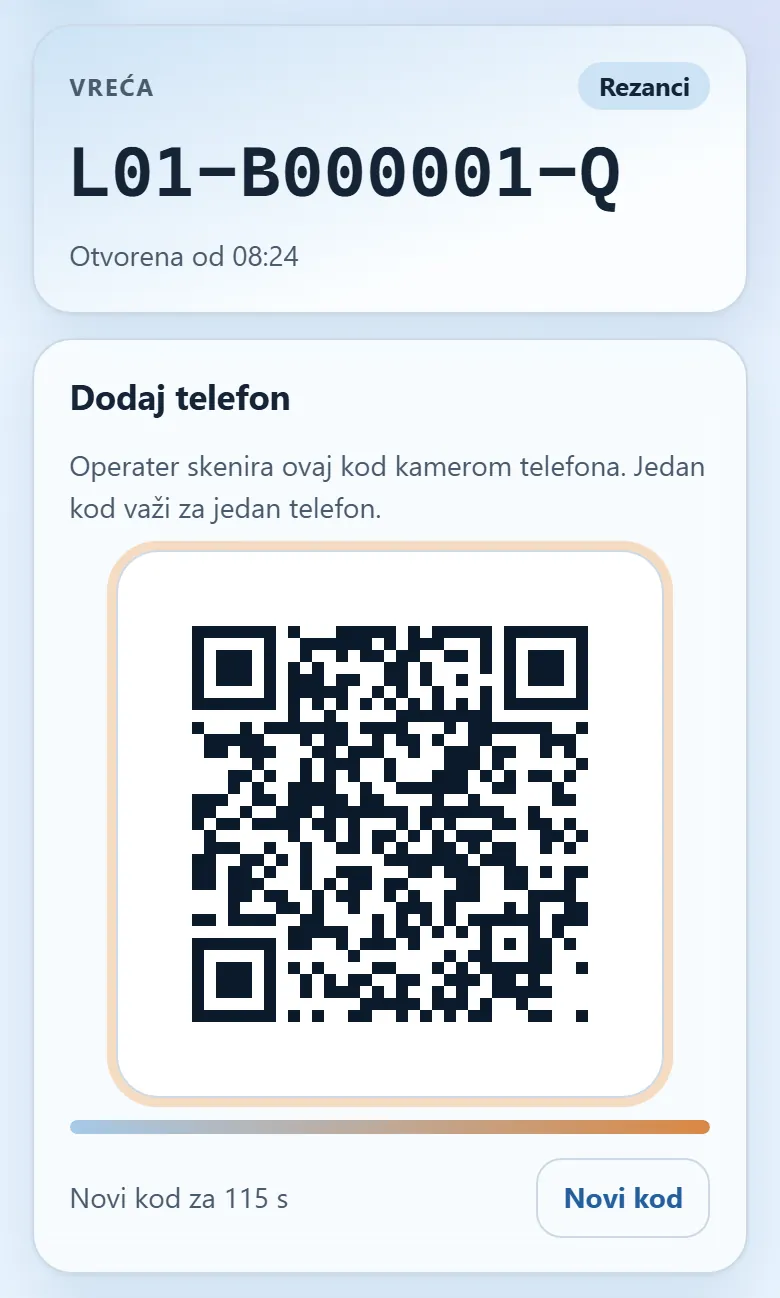 VREĆA
Rezanci
L01-B000001-Q
Otvorena od 08:24
Dodaj telefon
Operater skenira ovaj kod kamerom telefona. Jedan
kod važi za jedan telefon.
Novi kod za 115 s
Novi kod